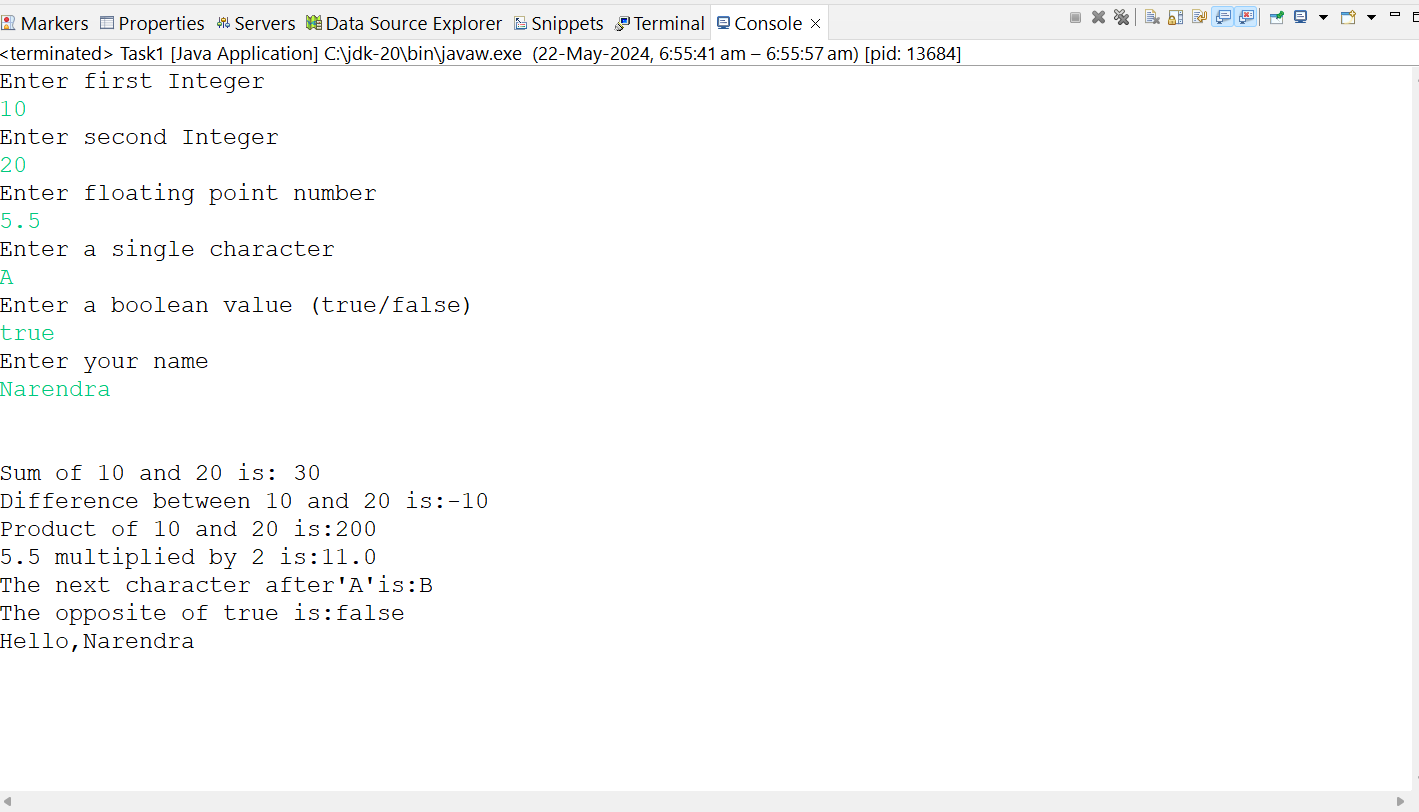 Markers Properties Servers Data Source Explorer Snippets Terminal Console
<terminated> Task1 [Java Application] C:\jdk-20\bin\javaw.exe (22-May-2024, 6:55:41 am – 6:55:57 am) [pid: 13684]
Enter first Integer
10
Enter second Integer
20
Enter floating point number
5.5
Enter a single character
A
Enter a boolean value (true/false)
true
Enter your name
Narendra
Sum of 10 and 20 is: 30
Difference between 10 and 20 is:-10
Product of 10 and 20 is:200
5.5 multiplied by 2 is:11.0
The next character after'A'is:B
The opposite of true is:false
Hello,Narendra